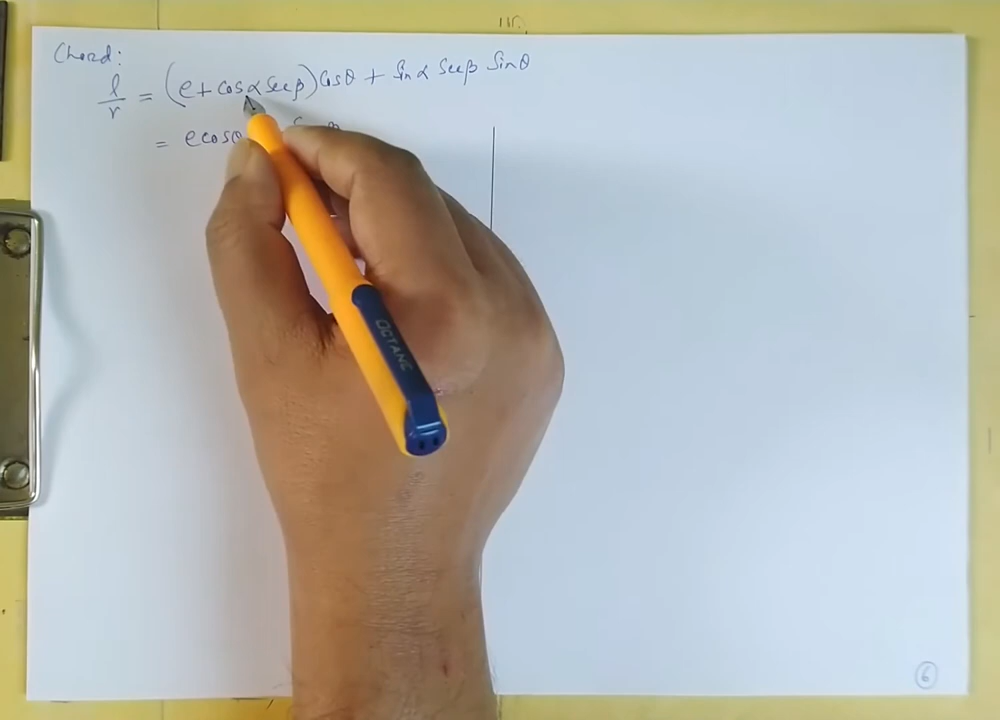 Chord:
l/r = (e + cosα secβ) cosθ + sinα secβ sinθ
= e cosθ
OCTANE
6